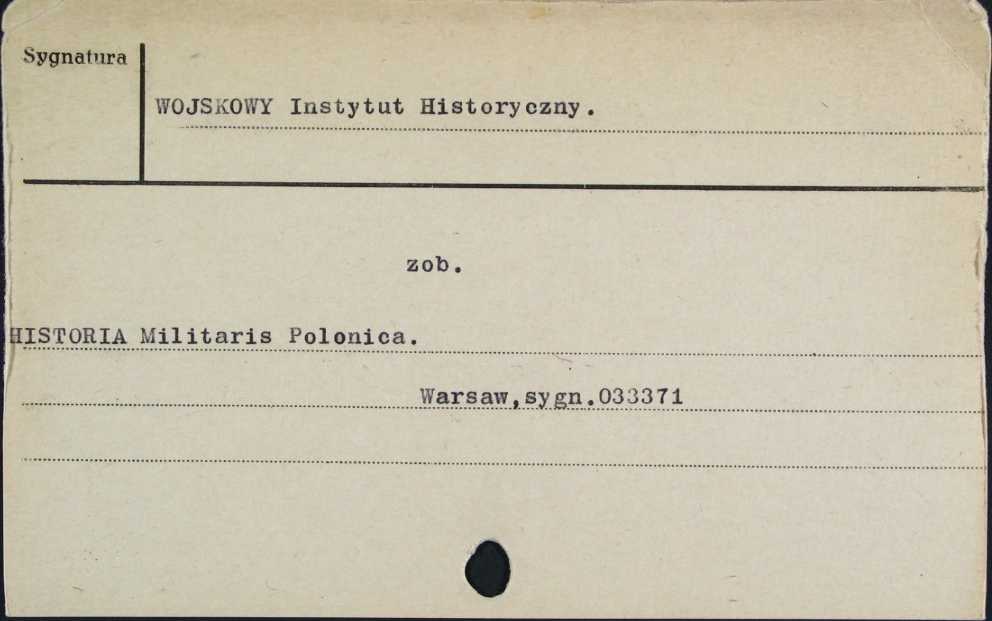 Sygnatura
WOJSKOWY Instytut Historyczny.
zob.
HISTORIA Militaris Polonica.
Warsaw,sygn.033371